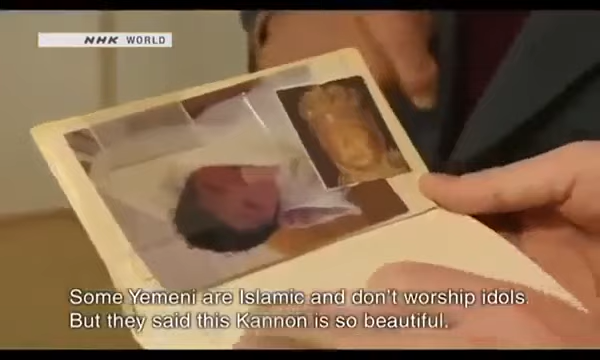 NHK WORLD
Some Yemeni are Islamic and don't worship idols.
But they said this Kannon is so beautiful.